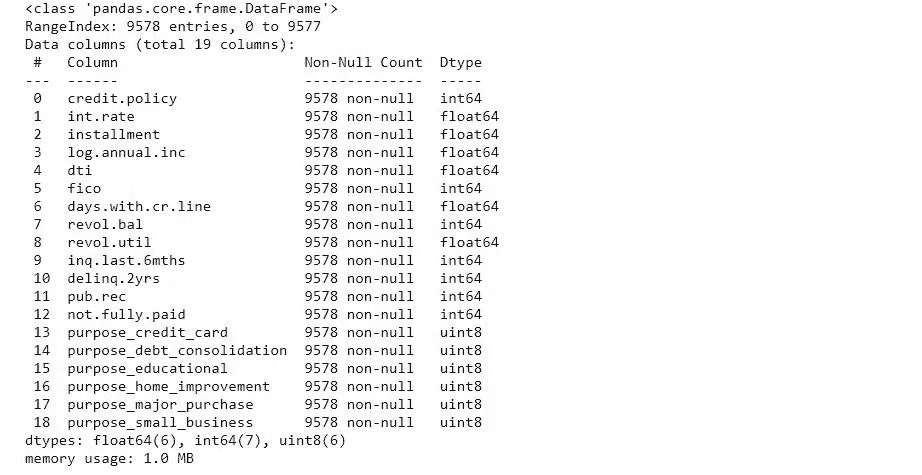 <class 'pandas.core.frame.DataFrame'>
RangeIndex: 9578 entries, 0 to 9577
Data columns (total 19 columns):
 #   Column                      Non-Null Count  Dtype
---  ------                      --------------  -----
 0   credit.policy               9578 non-null   int64
 1   int.rate                    9578 non-null   float64
 2   installment                 9578 non-null   float64
 3   log.annual.inc              9578 non-null   float64
 4   dti                         9578 non-null   float64
 5   fico                        9578 non-null   int64
 6   days.with.cr.line           9578 non-null   float64
 7   revol.bal                   9578 non-null   int64
 8   revol.util                  9578 non-null   float64
 9   inq.last.6mths              9578 non-null   int64
 10  delinq.2yrs                 9578 non-null   int64
 11  pub.rec                     9578 non-null   int64
 12  not.fully.paid              9578 non-null   int64
 13  purpose_credit_card         9578 non-null   uint8
 14  purpose_debt_consolidation  9578 non-null   uint8
 15  purpose_educational         9578 non-null   uint8
 16  purpose_home_improvement    9578 non-null   uint8
 17  purpose_major_purchase      9578 non-null   uint8
 18  purpose_small_business      9578 non-null   uint8
dtypes: float64(6), int64(7), uint8(6)
memory usage: 1.0 MB